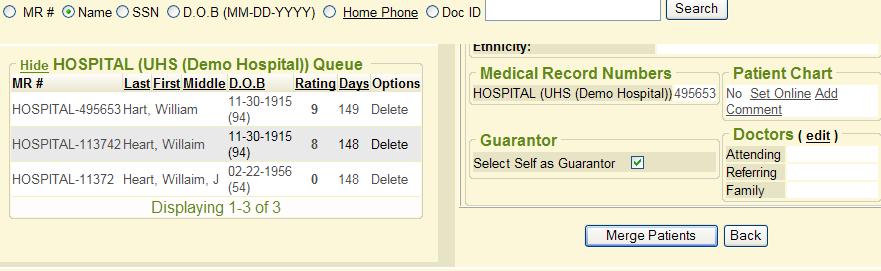 MR # Name SSN D.O.B (MM-DD-YYYY) Home Phone Doc ID Search
Hide HOSPITAL (UHS (Demo Hospital)) Queue
MR # Last First Middle D.O.B Rating Days Options
HOSPITAL-495653 Hart, William 11-30-1915 (94) 9 149 Delete
HOSPITAL-113742 Heart, Willaim 11-30-1915 (94) 8 148 Delete
HOSPITAL-11372 Heart, Willaim, J 02-22-1956 (54) 0 148 Delete
Displaying 1-3 of 3
Ethnicity:
Medical Record Numbers
HOSPITAL (UHS (Demo Hospital)) 495653
Patient Chart
No Set Online Add
Comment
Guarantor
Select Self as Guarantor
Doctors ( edit )
Attending
Referring
Family
Merge Patients Back